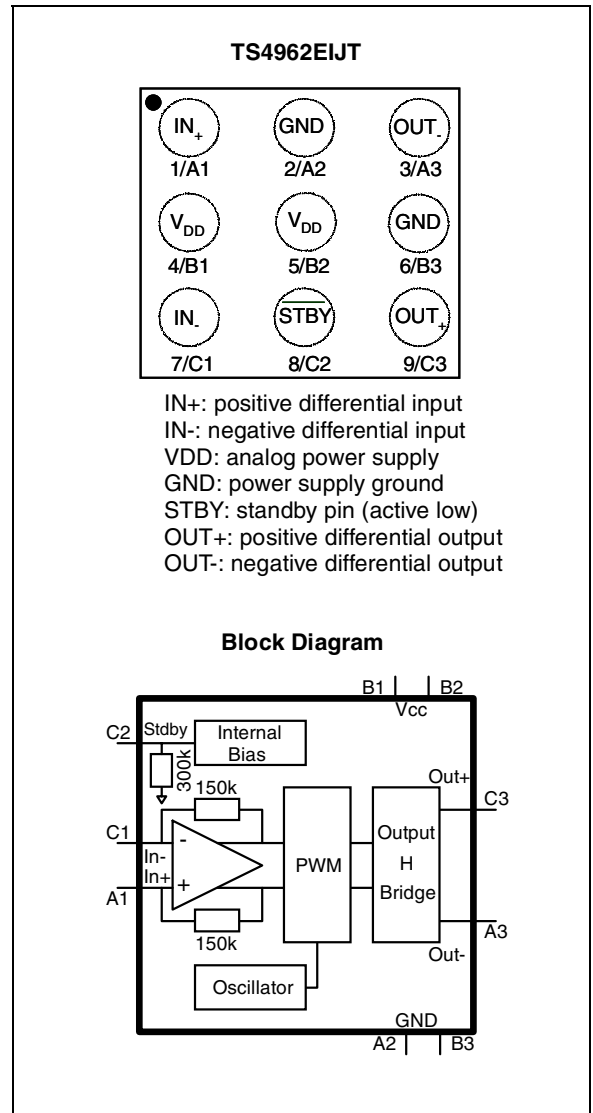 TS4962EIJT
IN+ GND OUT-
1/A1 2/A2 3/A3
VDD VDD GND
4/B1 5/B2 6/B3
IN- STBY OUT+
7/C1 8/C2 9/C3
IN+: positive differential input
IN-: negative differential input
VDD: analog power supply
GND: power supply ground
STBY: standby pin (active low)
OUT+: positive differential output
OUT-: negative differential output
Block Diagram
B1 B2
Vcc
C2 Stdby Internal
Bias
300k
150k
Out+
C3
C1
In-
-
Output
H
Bridge
PWM
In+
+
A1
150k
A3
Out-
Oscillator
GND
A2 B3